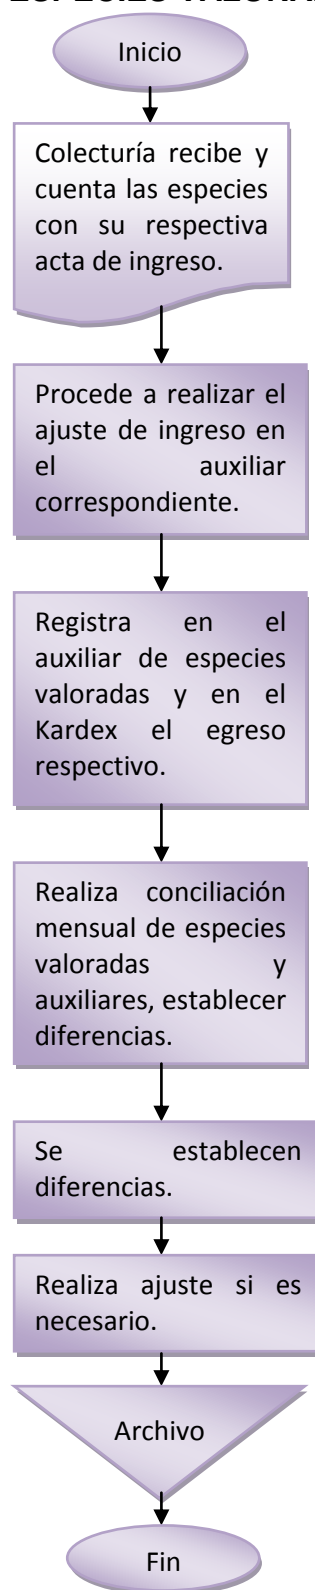 Inicio
Colecturía recibe y
cuenta las especies
con su respectiva
acta de ingreso.
Procede a realizar el
ajuste de ingreso en
el auxiliar
correspondiente.
Registra en el
auxiliar de especies
valoradas y en el
Kardex el egreso
respectivo.
Realiza conciliación
mensual de especies
valoradas y
auxiliares, establecer
diferencias.
Se establecen
diferencias.
Realiza ajuste si es
necesario.
Archivo
Fin